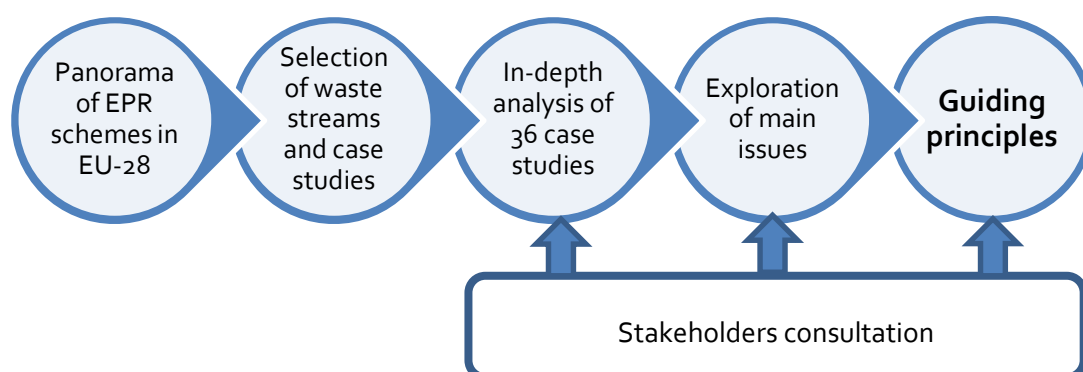 Panorama
of EPR
schemes in
EU-28
Selection
of waste
streams
and case
studies
In-depth
analysis of
36 case
studies
Exploration
of main
issues
Guiding
principles
Stakeholders consultation